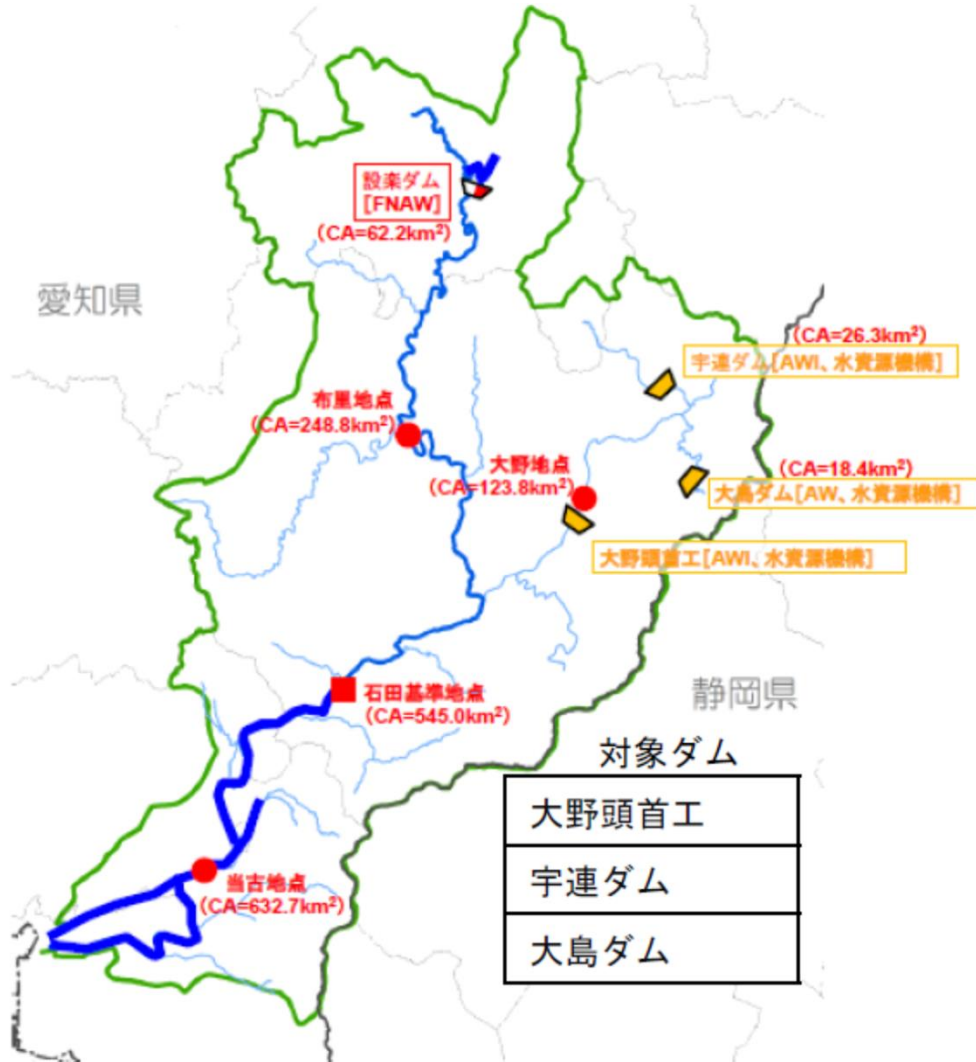 設楽ダム
[FNAW]
(CA=62.2km²)
愛知県
(CA=26.3km²)
宇連ダム[AWI、水資源機構]
布里地点
(CA=248.8km²)
大野地点
(CA=123.8km²)
(CA=18.4km²)
大島ダム[AW、水資源機構]
大野頭首工[AWI、水資源機構]
石田基準地点
(CA=545.0km²)
静岡県
対象ダム
大野頭首工
宇連ダム
大島ダム
当古地点
(CA=632.7km²)